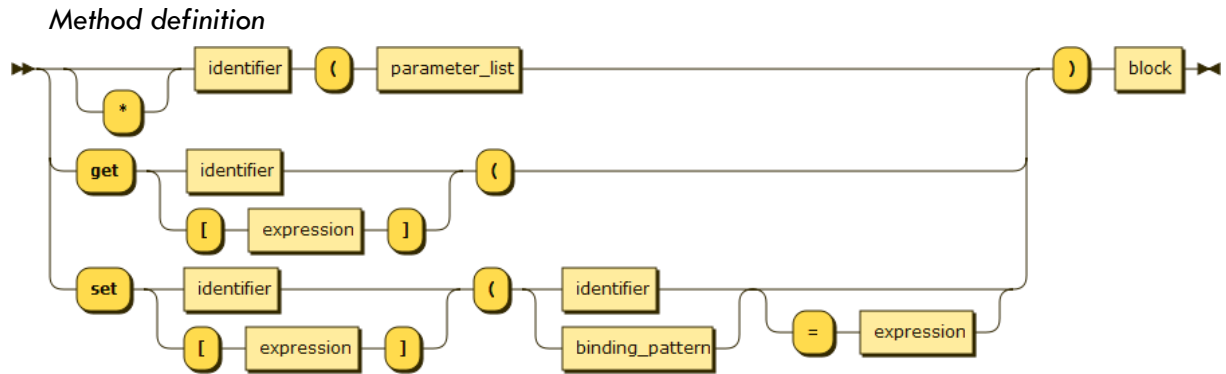 Method definition
identifier ( parameter_list ) block
*
get identifier (
[ expression ]
set identifier ( identifier
[ expression ] binding_pattern = expression